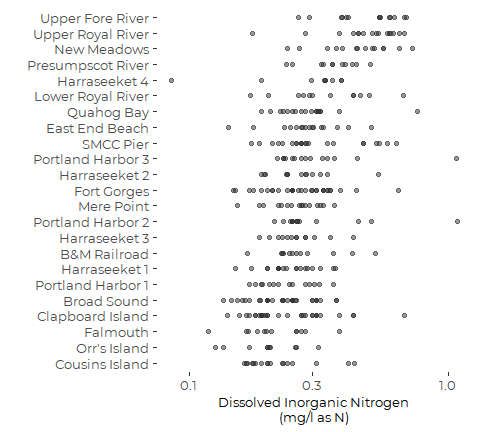 Upper Fore River
Upper Royal River
New Meadows
Presumpscot River
Harraseeket 4
Lower Royal River
Quahog Bay
East End Beach
SMCC Pier
Portland Harbor 3
Harraseeket 2
Fort Gorges
Mere Point
Portland Harbor 2
Harraseeket 3
B&M Railroad
Harraseeket 1
Portland Harbor 1
Broad Sound
Clapboard Island
Falmouth
Orr's Island
Cousins Island
0.1 0.3 1.0
Dissolved Inorganic Nitrogen
(mg/l as N)